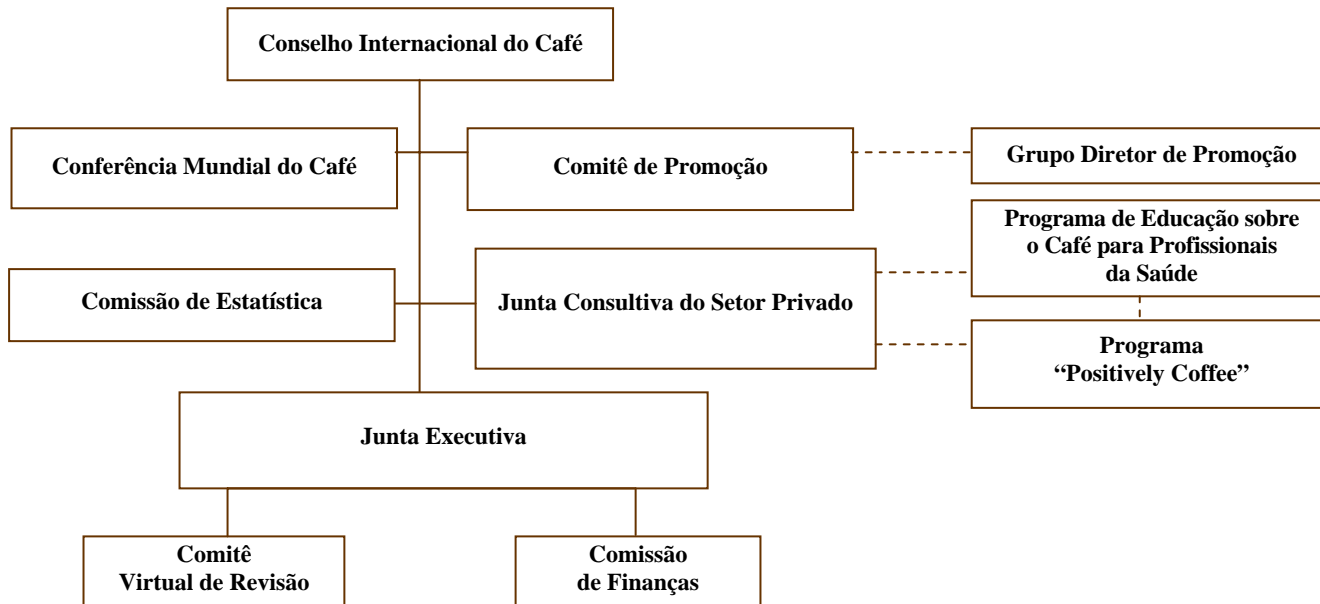 Conselho Internacional do Café
Conferência Mundial do Café
Comitê de Promoção
Grupo Diretor de Promoção
Programa de Educação sobre
o Café para Profissionais
da Saúde
Comissão de Estatística
Junta Consultiva do Setor Privado
Programa
“Positively Coffee”
Junta Executiva
Comitê
Virtual de Revisão
Comissão
de Finanças